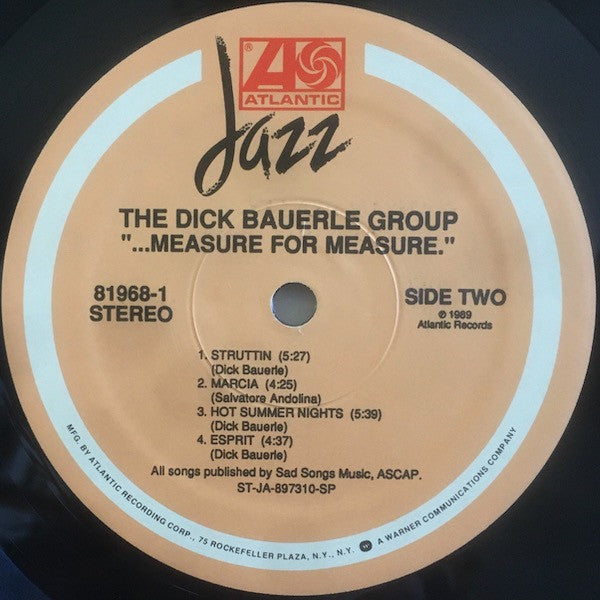 ®
ATLANTIC
Jazz
THE DICK BAUERLE GROUP
"...MEASURE FOR MEASURE."
81968-1
STEREO
SIDE TWO
℗ 1989
Atlantic Records
1. STRUTTIN (5:27)
(Dick Bauerle)
2. MARCIA (4:25)
(Salvatore Andolina)
3. HOT SUMMER NIGHTS (5:39)
(Dick Bauerle)
4. ESPRIT (4:37)
(Dick Bauerle)
All songs published by Sad Songs Music, ASCAP.
ST-JA-897310-SP
MFG. BY ATLANTIC RECORDING CORP., 75 ROCKEFELLER PLAZA, N.Y., N.Y. A WARNER COMMUNICATIONS COMPANY